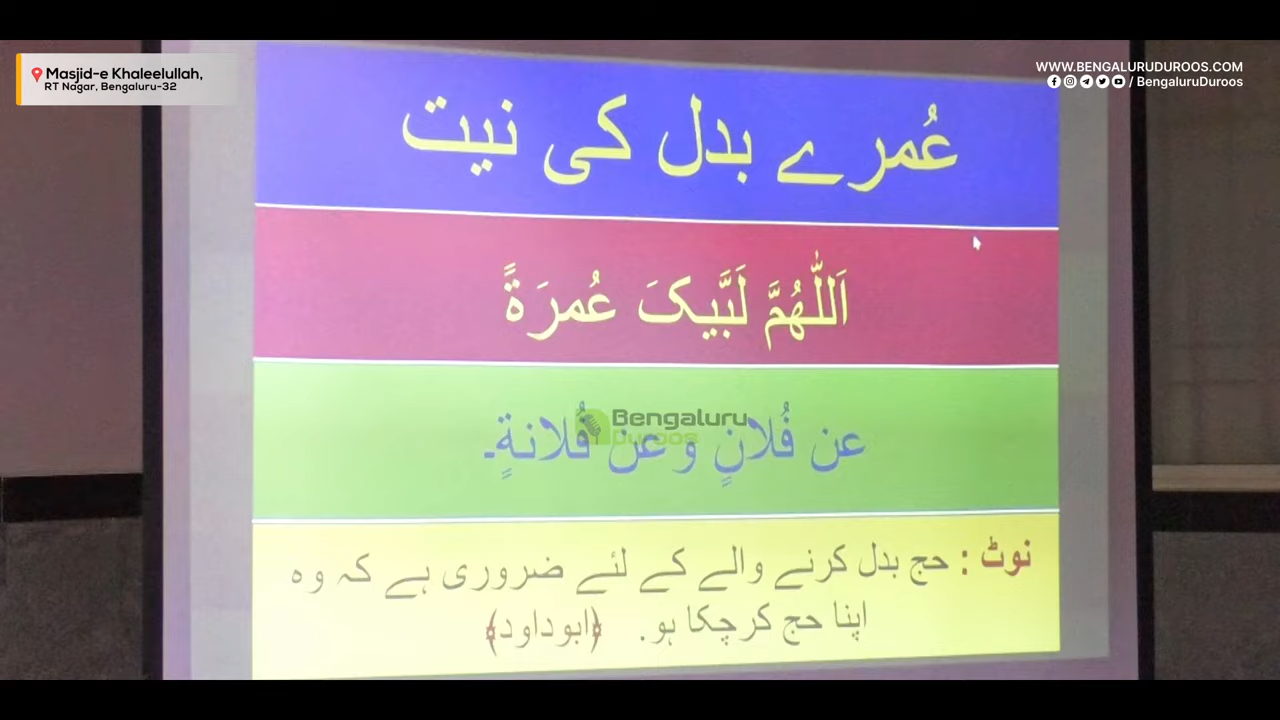 Masjid-e Khaleelullah,
RT Nagar, Bengaluru-32
WWW.BENGALURUDUROOS.COM
/ BengaluruDuroos
عُمرے بدل کی نیت
اَللّٰهُمَّ لَبَّیکَ عُمرَةً
عن فُلانٍ وعن فُلانةٍ۔
Bengaluru
Duroos
نوٹ : حج بدل کرنے والے کے لئے ضروری ہے کہ وہ
اپنا حج کرچکا ہو. ﴿ابوداود﴾